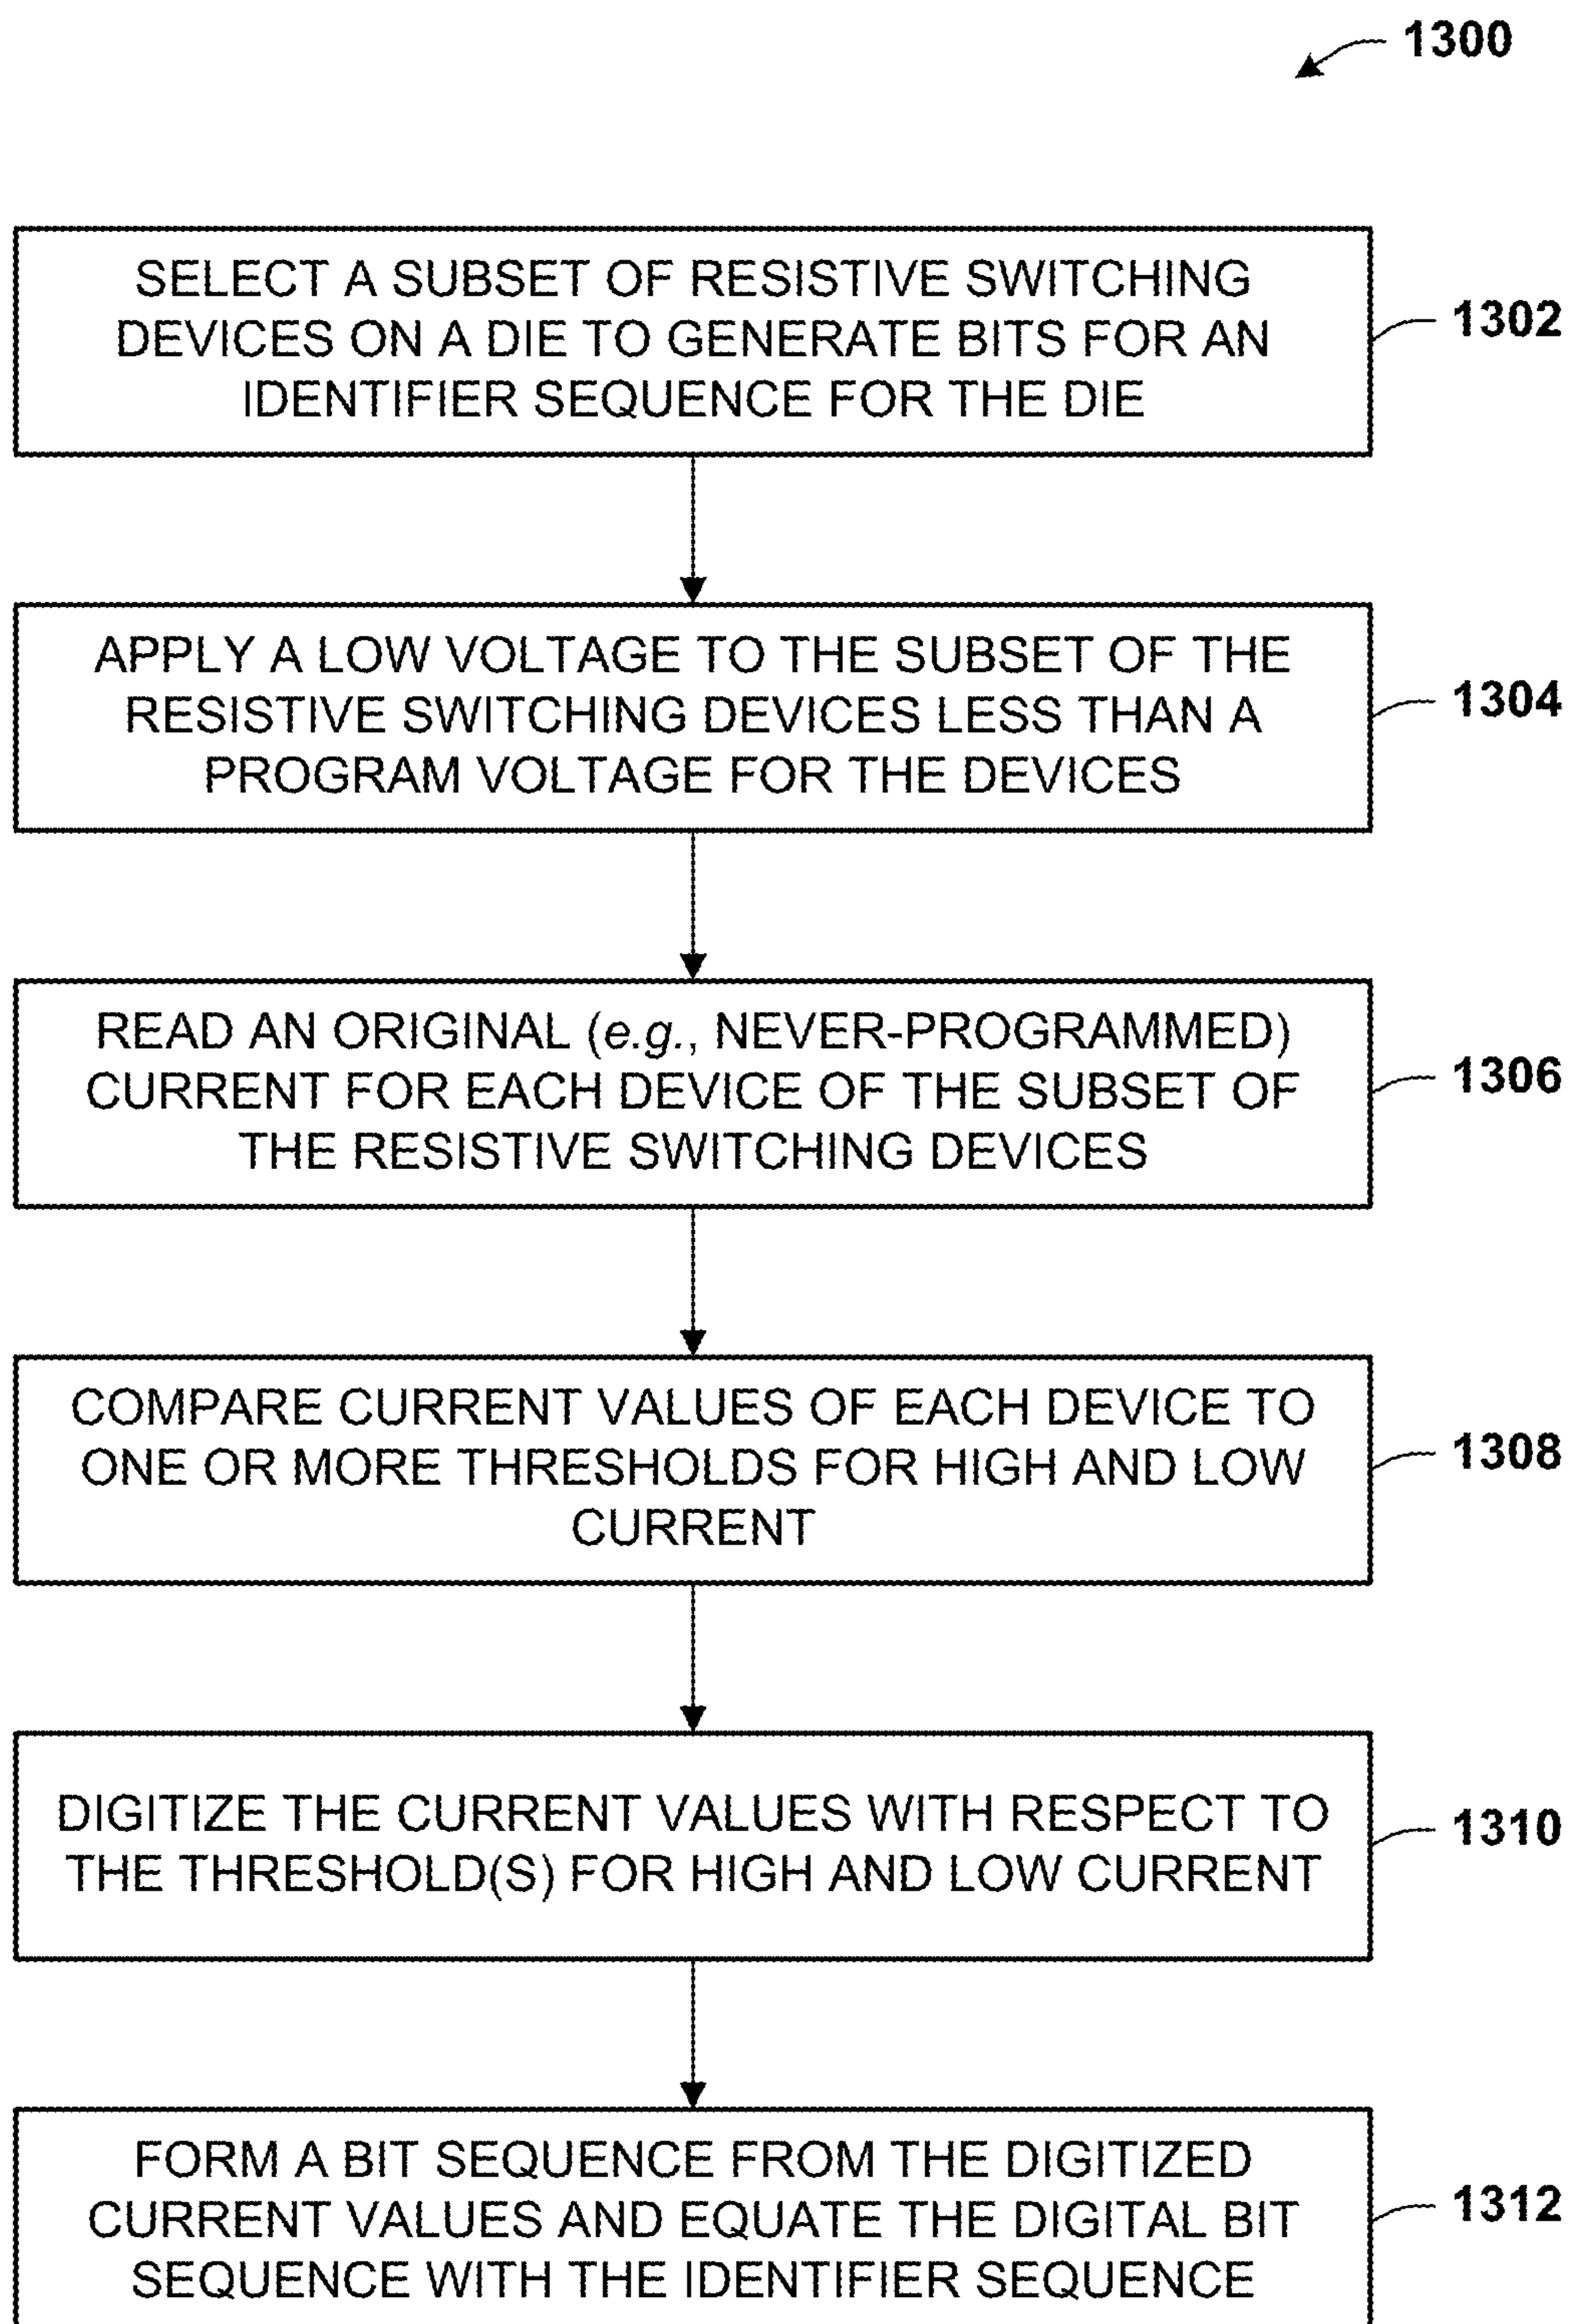 1300
SELECT A SUBSET OF RESISTIVE SWITCHING
DEVICES ON A DIE TO GENERATE BITS FOR AN
IDENTIFIER SEQUENCE FOR THE DIE
1302
APPLY A LOW VOLTAGE TO THE SUBSET OF THE
RESISTIVE SWITCHING DEVICES LESS THAN A
PROGRAM VOLTAGE FOR THE DEVICES
1304
READ AN ORIGINAL (e.g., NEVER-PROGRAMMED)
CURRENT FOR EACH DEVICE OF THE SUBSET OF
THE RESISTIVE SWITCHING DEVICES
1306
COMPARE CURRENT VALUES OF EACH DEVICE TO
ONE OR MORE THRESHOLDS FOR HIGH AND LOW
CURRENT
1308
DIGITIZE THE CURRENT VALUES WITH RESPECT TO
THE THRESHOLD(S) FOR HIGH AND LOW CURRENT
1310
FORM A BIT SEQUENCE FROM THE DIGITIZED
CURRENT VALUES AND EQUATE THE DIGITAL BIT
SEQUENCE WITH THE IDENTIFIER SEQUENCE
1312